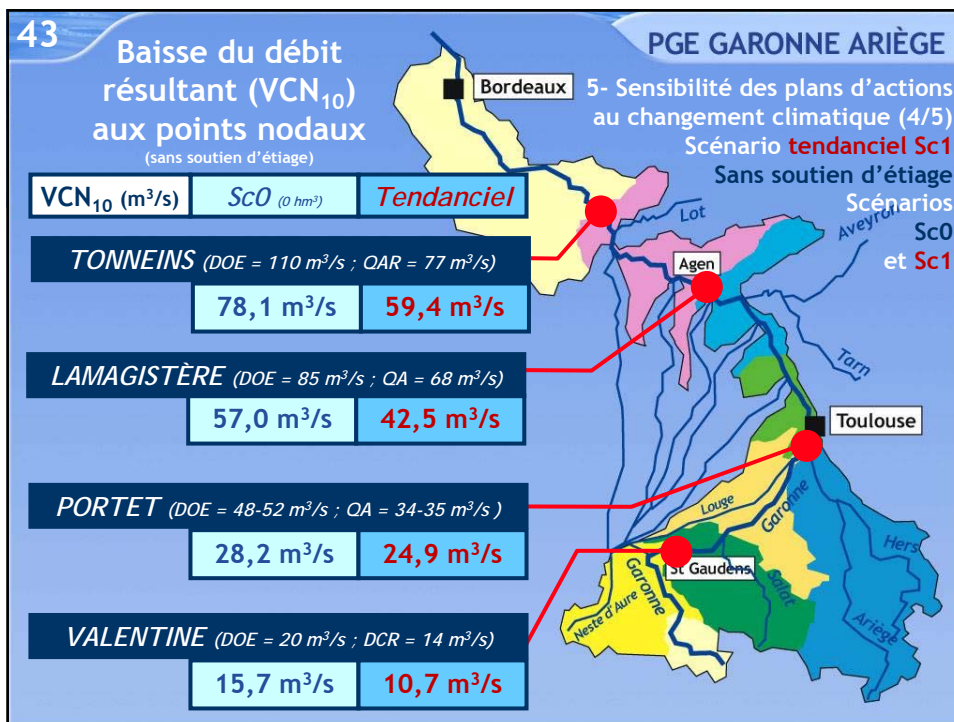 43
PGE GARONNE ARIÈGE
Baisse du débit
résultant (VCN10)
aux points nodaux
(sans soutien d'étiage)
5- Sensibilité des plans d'actions
au changement climatique (4/5)
Scénario tendanciel Sc1
Sans soutien d'étiage
Scénarios
Sc0
et Sc1
VCN10 (m³/s) Sc0 (0 hm³) Tendanciel
TONNEINS (DOE = 110 m³/s ; QAR = 77 m³/s)
78,1 m³/s 59,4 m³/s
LAMAGISTÈRE (DOE = 85 m³/s ; QA = 68 m³/s)
57,0 m³/s 42,5 m³/s
PORTET (DOE = 48-52 m³/s ; QA = 34-35 m³/s )
28,2 m³/s 24,9 m³/s
VALENTINE (DOE = 20 m³/s ; DCR = 14 m³/s)
15,7 m³/s 10,7 m³/s
Bordeaux
Lot
Aveyron
Agen
Tarn
Toulouse
Louge
Garonne
Hers
St Gaudens
Garonne
Salat
Neste d'Aure
Ariège